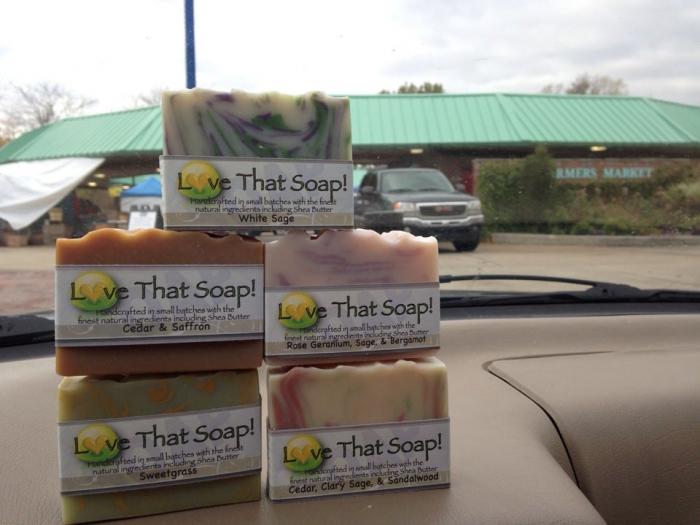 Love That Soap!
Handcrafted in small batches with the finest
natural ingredients including Shea Butter
White Sage
ERMERS MARKET
Love That Soap!
Handcrafted in small batches with the
finest natural ingredients including Shea Butter
Cedar & Saffron
Love That Soap!
Handcrafted in small batches with the
finest natural ingredients including Shea Butter
Rose Geranium, Sage, & Bergamot
Love That Soap!
Handcrafted in small batches with the finest
natural ingredients including Shea Butter
Sweetgrass
Love That Soap!
Handcrafted in small batches with the finest
natural ingredients including Shea Butter
Cedar, Clary Sage, & Sandalwood